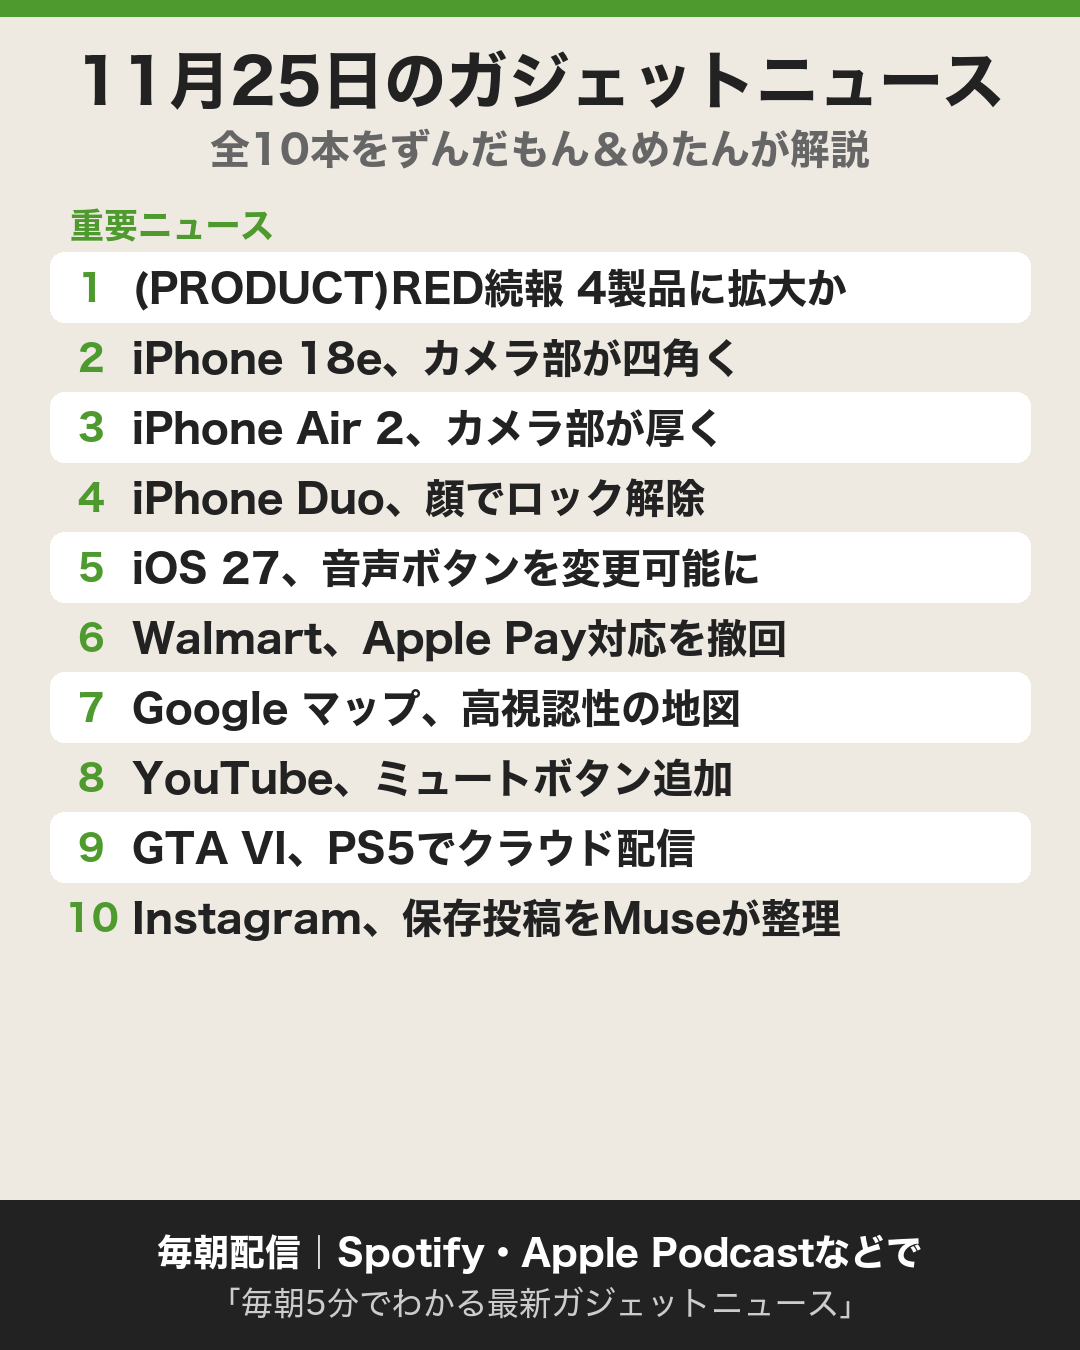 11月25日のガジェットニュース
全10本をずんだもん&めたんが解説
重要ニュース
1 (PRODUCT)RED続報 4製品に拡大か
2 iPhone 18e、カメラ部が四角く
3 iPhone Air 2、カメラ部が厚く
4 iPhone Duo、顔でロック解除
5 iOS 27、音声ボタンを変更可能に
6 Walmart、Apple Pay対応を撤回
7 Google マップ、高視認性の地図
8 YouTube、ミュートボタン追加
9 GTA VI、PS5でクラウド配信
10 Instagram、保存投稿をMuseが整理
毎朝配信｜Spotify・Apple Podcastなどで
「毎朝5分でわかる最新ガジェットニュース」